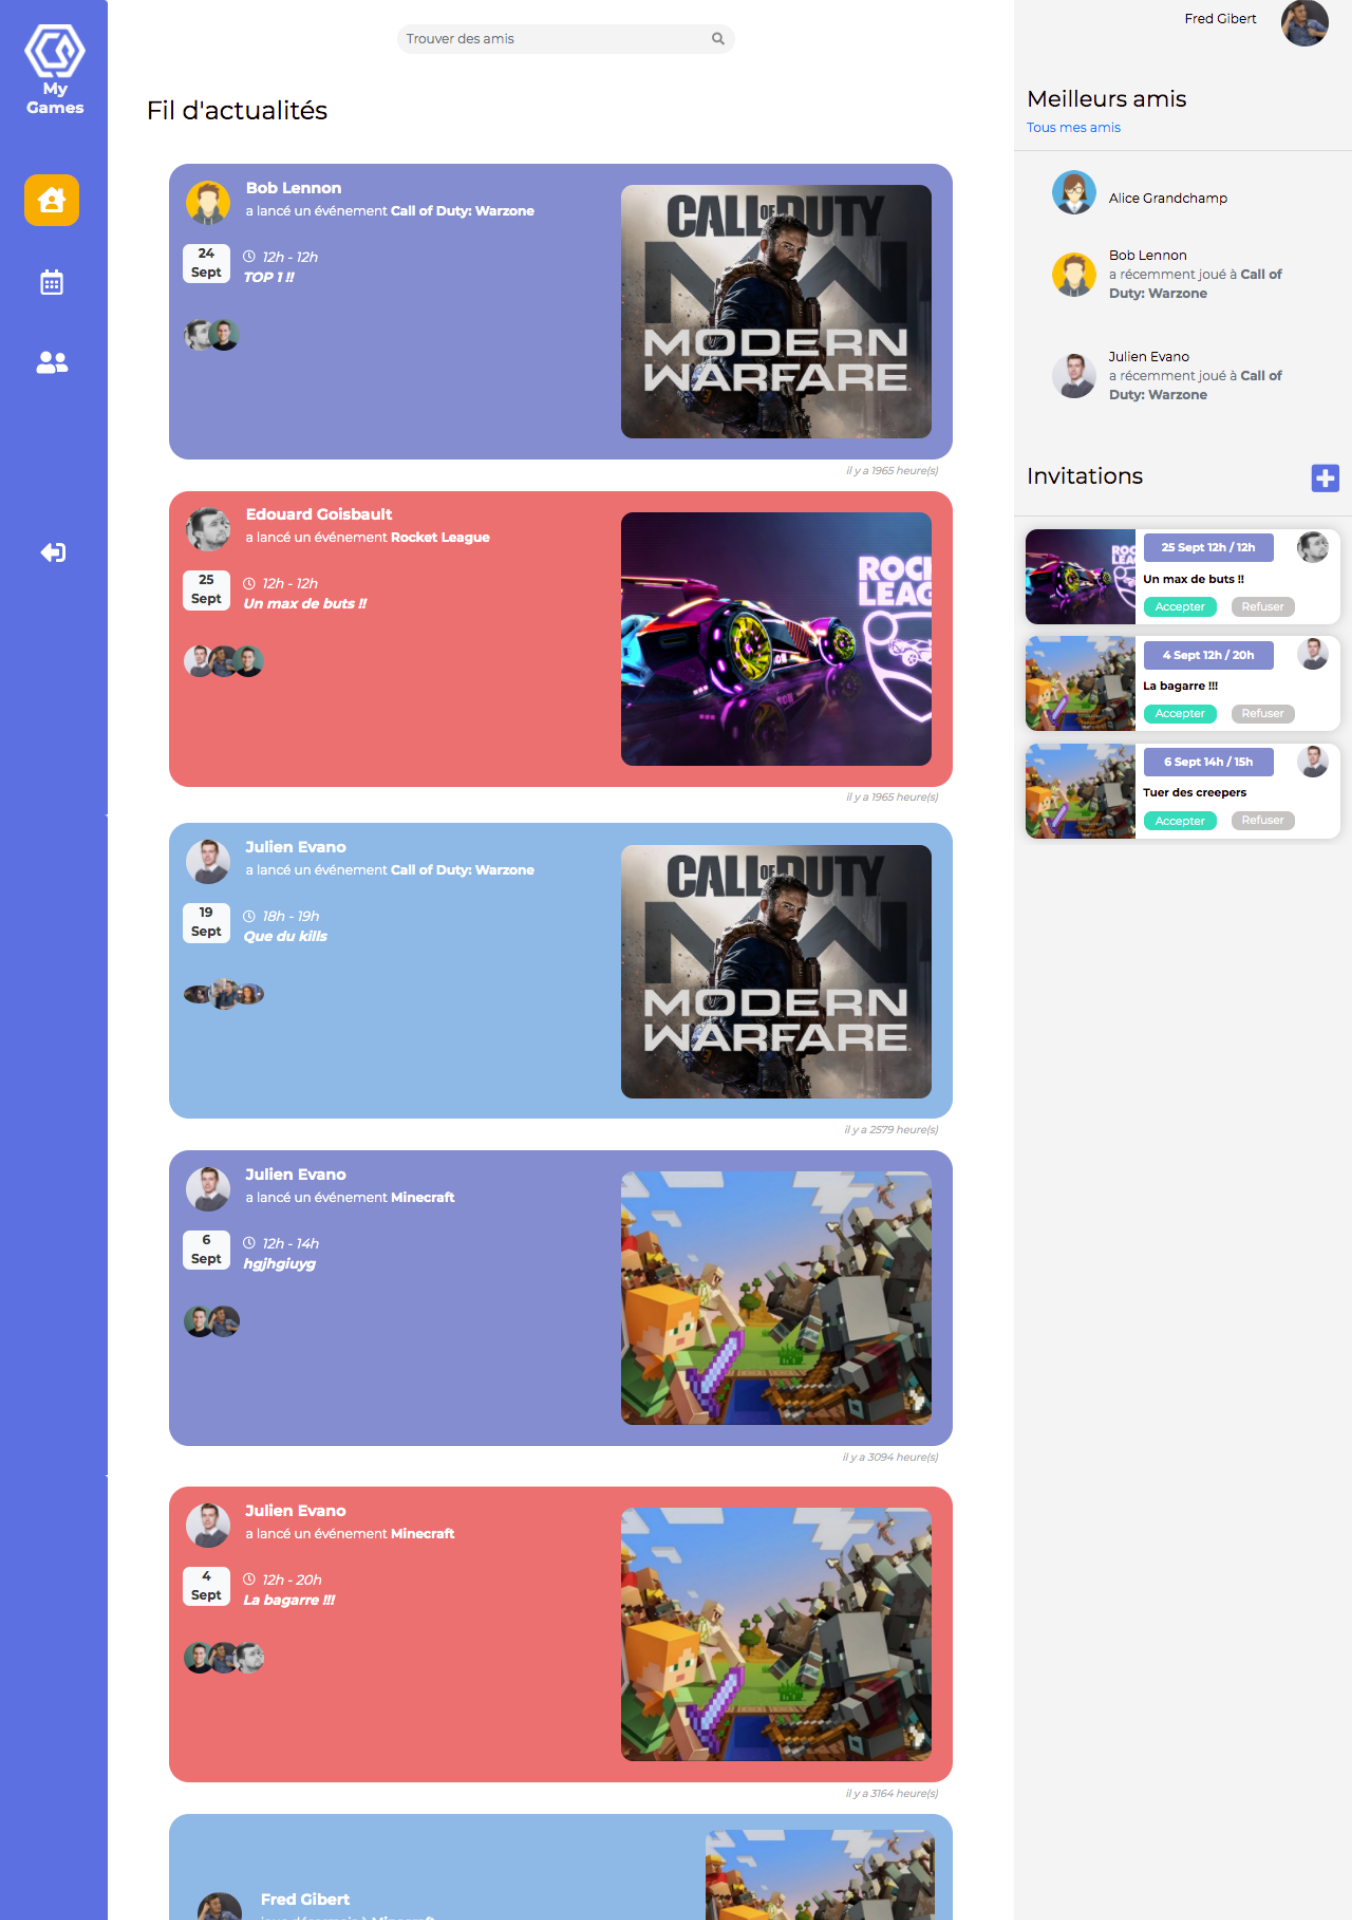 My
Games
Trouver des amis
Fred Gibert
Fil d'actualités
Bob Lennon
a lancé un événement Call of Duty: Warzone
24
Sept
12h - 12h
TOP 1 !!
CALL OF DUTY
MODERN
WARFARE
il y a 1965 heure(s)
Edouard Goisbault
a lancé un événement Rocket League
25
Sept
12h - 12h
Un max de buts !!
il y a 1965 heure(s)
Julien Evano
a lancé un événement Call of Duty: Warzone
19
Sept
18h - 19h
Que du kills
CALL OF DUTY
MODERN
WARFARE
il y a 2579 heure(s)
Julien Evano
a lancé un événement Minecraft
6
Sept
12h - 14h
hgjhgiuyg
il y a 3094 heure(s)
Julien Evano
a lancé un événement Minecraft
4
Sept
12h - 20h
La bagarre !!!
il y a 3164 heure(s)
Fred Gibert
Meilleurs amis
Tous mes amis
Alice Grandchamp
Bob Lennon
a récemment joué à Call of
Duty: Warzone
Julien Evano
a récemment joué à Call of
Duty: Warzone
Invitations
25 Sept 12h / 12h
Un max de buts !!
Accepter Refuser
4 Sept 12h / 20h
La bagarre !!!
Accepter Refuser
6 Sept 14h / 15h
Tuer des creepers
Accepter Refuser